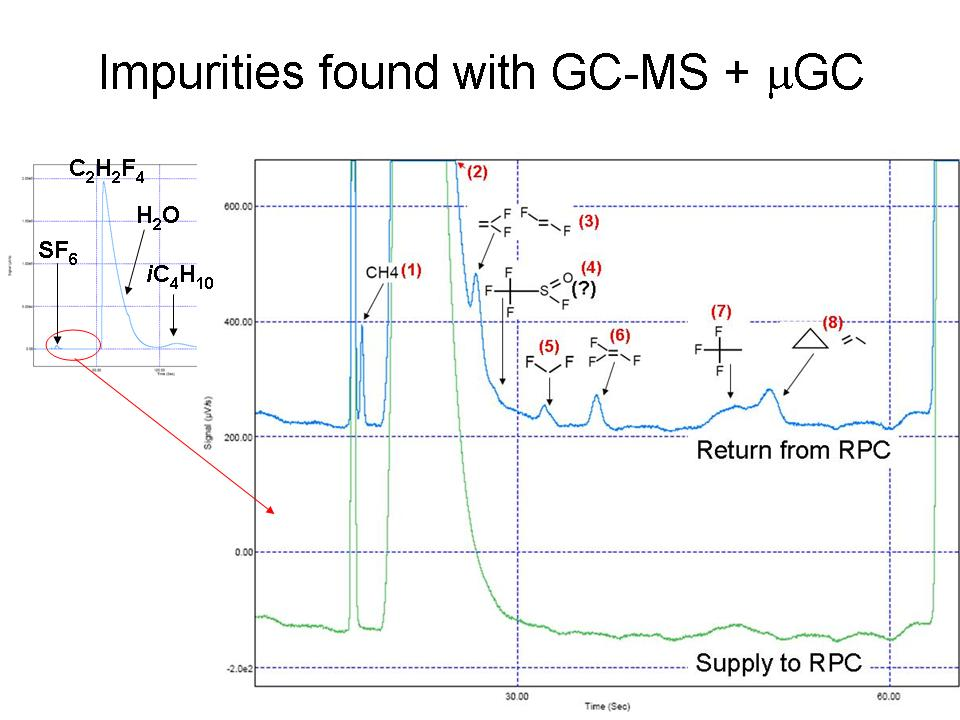 Impurities found with GC-MS + μGC
C₂H₂F₄
H₂O
SF₆
iC₄H₁₀
Time (Sec)
(2)
600.00
F
F
F
F
(3)
CH4 (1)
F
F
F
S
O
F
(4)
(?)
400.00
(5)
F
F
(6)
F
F
F
(7)
F
F
(8)
200.00
Return from RPC
Signal (µV/s)
0.00
Supply to RPC
-2.0e2
30.00
60.00
Time (Sec)